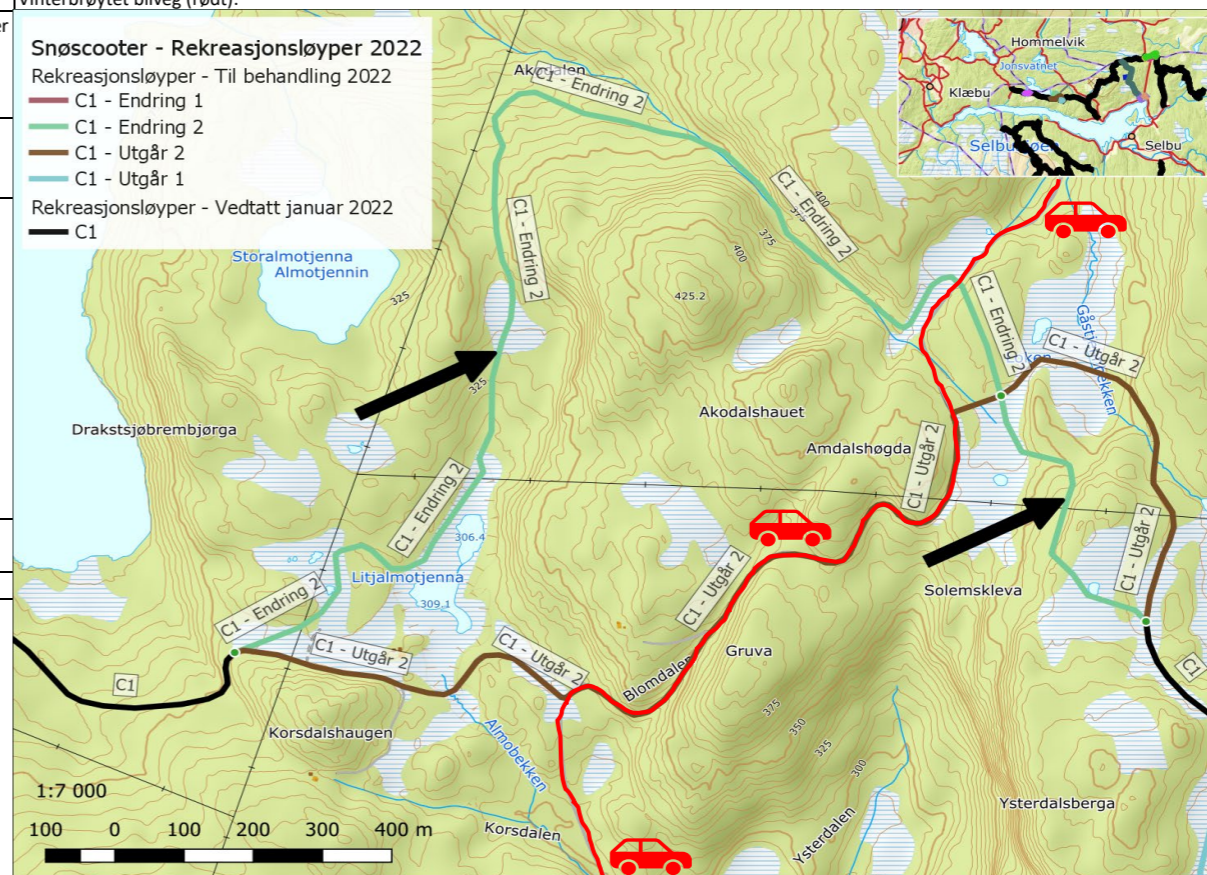 Vinterbrøytet bilveg (rødt).
er
Snøscooter - Rekreasjonsløyper 2022
Rekreasjonsløyper - Til behandling 2022
C1 - Endring 1
C1 - Endring 2
C1 - Utgår 2
C1 - Utgår 1
Rekreasjonsløyper - Vedtatt januar 2022
C1
Hommelvik
Jonsvatnet
Klæbu
Selbu
Akodalen
C1 - Endring 2
C1 - Endring 2
C1 - Endring 2
400
375
375
400
425.2
Storalmotjenna
Almotjennin
325
325
C1 - Endring 2
C1 - Utgår 2
Drakstsjøbrembjørga
Akodalshauet
Amdalshøgda
C1 - Utgår 2
C1 - Endring 2
306.4
Litjalmotjenna
309.1
C1 - Utgår 2
C1 - Utgår 2
Solemskleva
C1 - Endring 2
C1 - Utgår 2
C1 - Utgår 2
Gruva
Blomdalen
C1
C1
Korsdalshaugen
Almobekken
375
350
325
300
1:7 000
Korsdalen
Ysterdalen
Ysterdalsberga
100 0 100 200 300 400 m